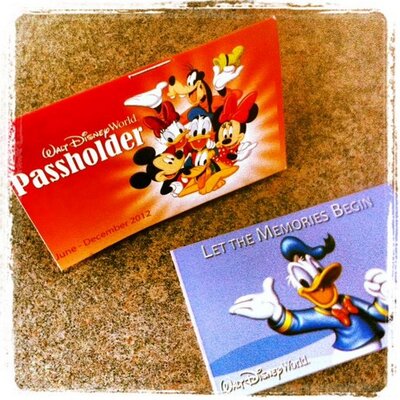 Walt Disney World
Passholder
June - December 2012
Let the Memories Begin
Walt Disney World